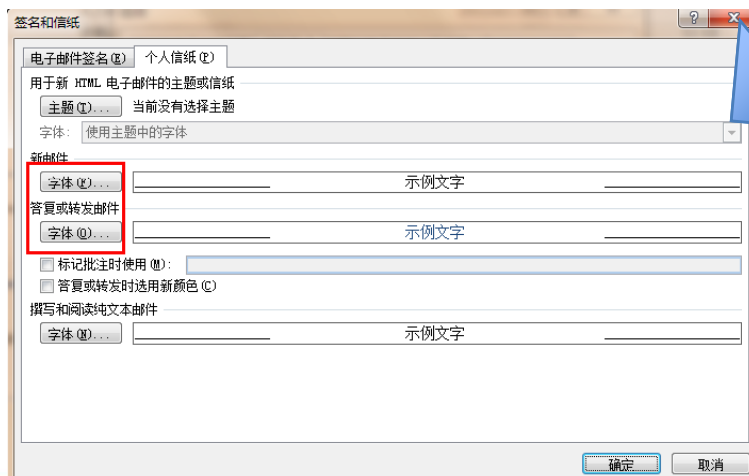 签名和信纸
电子邮件签名(E) 个人信纸(P)
用于新 HTML 电子邮件的主题或信纸
主题(T)... 当前没有选择主题
字体: 使用主题中的字体
新邮件
字体(F)... 示例文字
答复或转发邮件
字体(O)... 示例文字
标记批注时使用(M):
答复或转发时选用新颜色(C)
撰写和阅读纯文本邮件
字体(N)... 示例文字
确定 取消